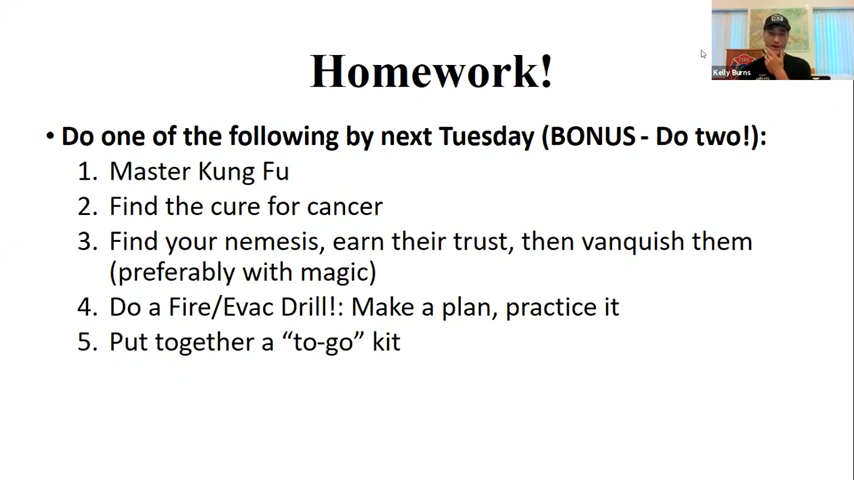 Homework!
Kelly Burns
• Do one of the following by next Tuesday (BONUS - Do two!):
1. Master Kung Fu
2. Find the cure for cancer
3. Find your nemesis, earn their trust, then vanquish them
(preferably with magic)
4. Do a Fire/Evac Drill!: Make a plan, practice it
5. Put together a “to-go” kit